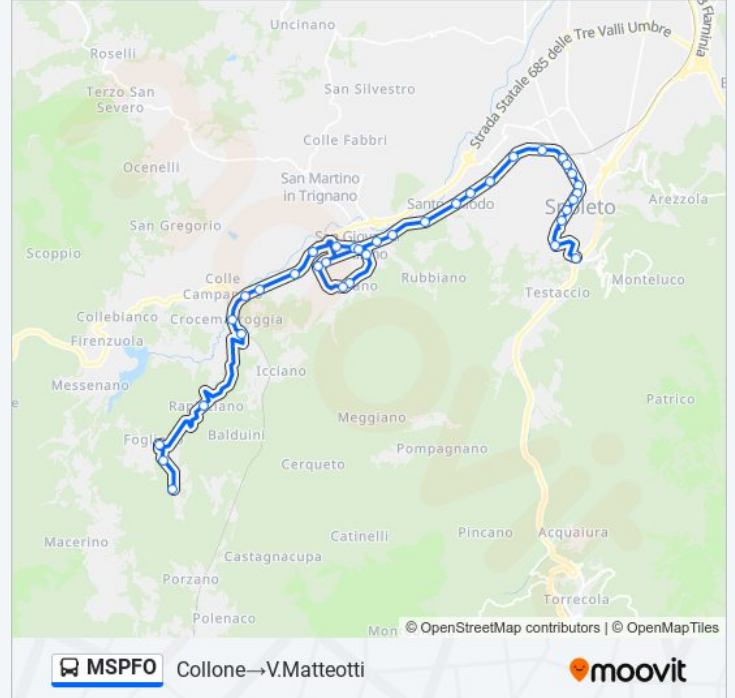 Uncinano
Roselli
Strada Statale 685 delle Tre Valli Umbre
Flaminia
Terzo San
Severo
San Silvestro
Colle Fabbri
Ocenelli
San Martino
in Trignano
Arezzola
San Gregorio
Scoppio
Colle
Rubbiano
Monteluco
Testaccio
Collebianco
Firenzuola
Icciano
Messenano
Patrico
Meggiano
Balduini
Pompagnano
Cerqueto
Macerino
Catinelli
Pincano
Acquaiura
Castagnacupa
Porzano
Torrecola
Polenaco
© OpenStreetMap contributors | © OpenMapTiles
MSPFO
Collone→V.Matteotti
moovit